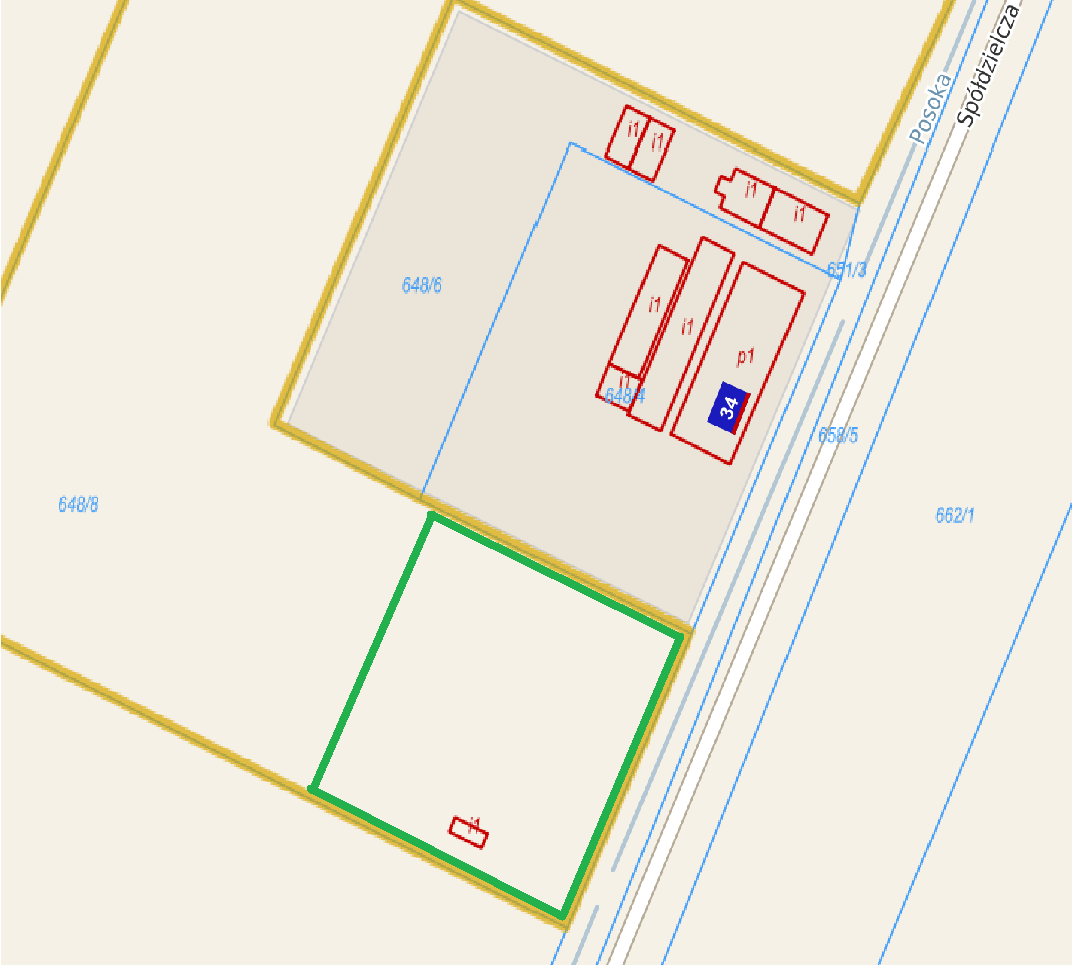 Spółdzielcza
Posoka
i1
i1
i1
i1
651/3
648/6
i1
i1
p1
i1
648/4
34
658/5
648/8
662/1
i1